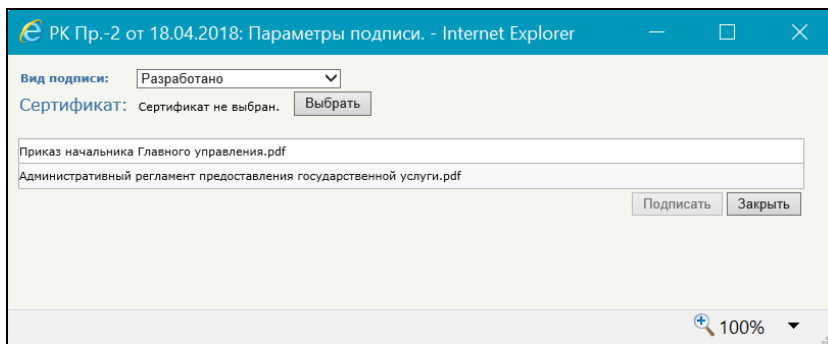 РК Пр.-2 от 18.04.2018: Параметры подписи. - Internet Explorer
Вид подписи: Разработано
Сертификат: Сертификат не выбран. Выбрать
Приказ начальника Главного управления.pdf
Административный регламент предоставления государственной услуги.pdf
Подписать Закрыть
100%